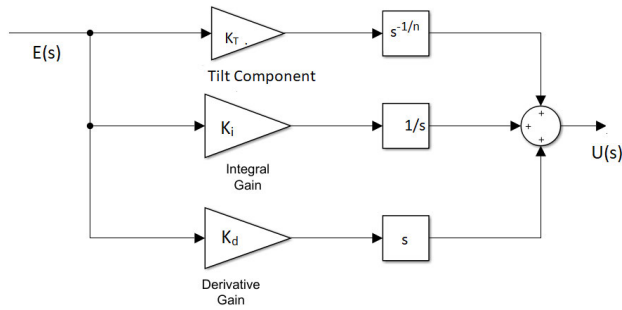 E(s)
K_T .
s^{-1/n}
Tilt Component
K_i
1/s
+
+
+
U(s)
Integral
Gain
K_d
s
Derivative
Gain